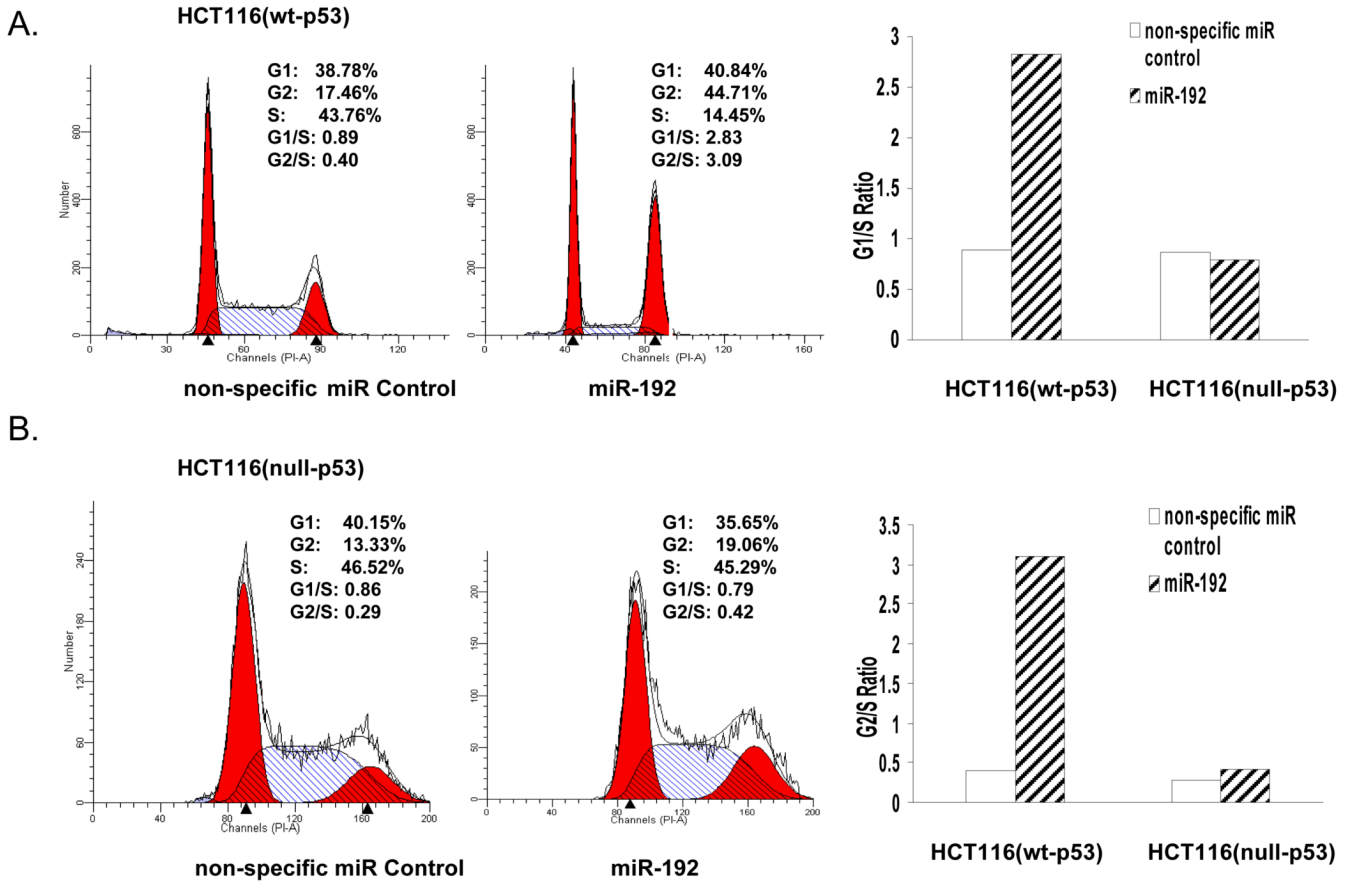 A.
HCT116(wt-p53)
G1: 38.78%
G2: 17.46%
S: 43.76%
G1/S: 0.89
G2/S: 0.40
Number
600
400
200
0
0 30 60 90 120
Channels (PI-A)
non-specific miR Control
G1: 40.84%
G2: 44.71%
S: 14.45%
G1/S: 2.83
G2/S: 3.09
600
400
200
0
0 40 80 120 160
Channels (PI-A)
miR-192
non-specific miR
control
miR-192
G1/S Ratio
3
2.5
2
1.5
1
0.5
0
HCT116(wt-p53) HCT116(null-p53)
B.
HCT116(null-p53)
G1: 40.15%
G2: 13.33%
S: 46.52%
G1/S: 0.86
G2/S: 0.29
Number
240
180
120
60
0
0 40 80 120 160 200
Channels (PI-A)
non-specific miR Control
G1: 35.65%
G2: 19.06%
S: 45.29%
G1/S: 0.79
G2/S: 0.42
200
150
100
50
0
0 40 80 120 160 200
Channels (PI-A)
miR-192
non-specific miR
control
miR-192
G2/S Ratio
3.5
3
2.5
2
1.5
1
0.5
0
HCT116(wt-p53) HCT116(null-p53)